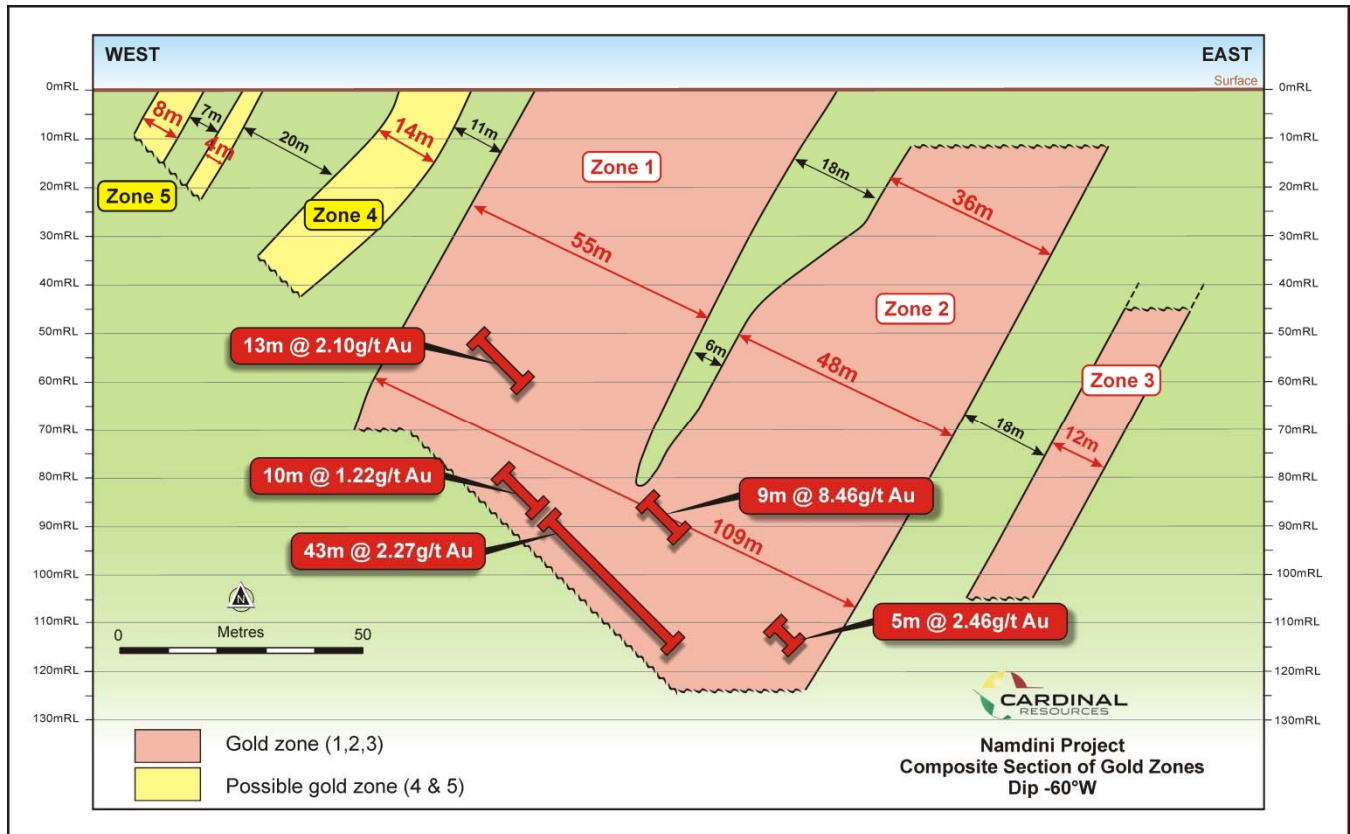 WEST
EAST
Surface
0mRL
0mRL
8m
7m
4m
20m
14m
11m
Zone 1
18m
36m
10mRL
10mRL
20mRL
20mRL
Zone 5
Zone 4
30mRL
30mRL
55m
40mRL
40mRL
Zone 2
50mRL
50mRL
13m @ 2.10g/t Au
6m
48m
60mRL
60mRL
Zone 3
70mRL
70mRL
18m
12m
80mRL
80mRL
10m @ 1.22g/t Au
9m @ 8.46g/t Au
90mRL
90mRL
43m @ 2.27g/t Au
109m
100mRL
100mRL
N
0
Metres
50
110mRL
110mRL
5m @ 2.46g/t Au
120mRL
120mRL
CARDINAL
RESOURCES
130mRL
130mRL
Gold zone (1,2,3)
Possible gold zone (4 & 5)
Namdini Project
Composite Section of Gold Zones
Dip -60°W